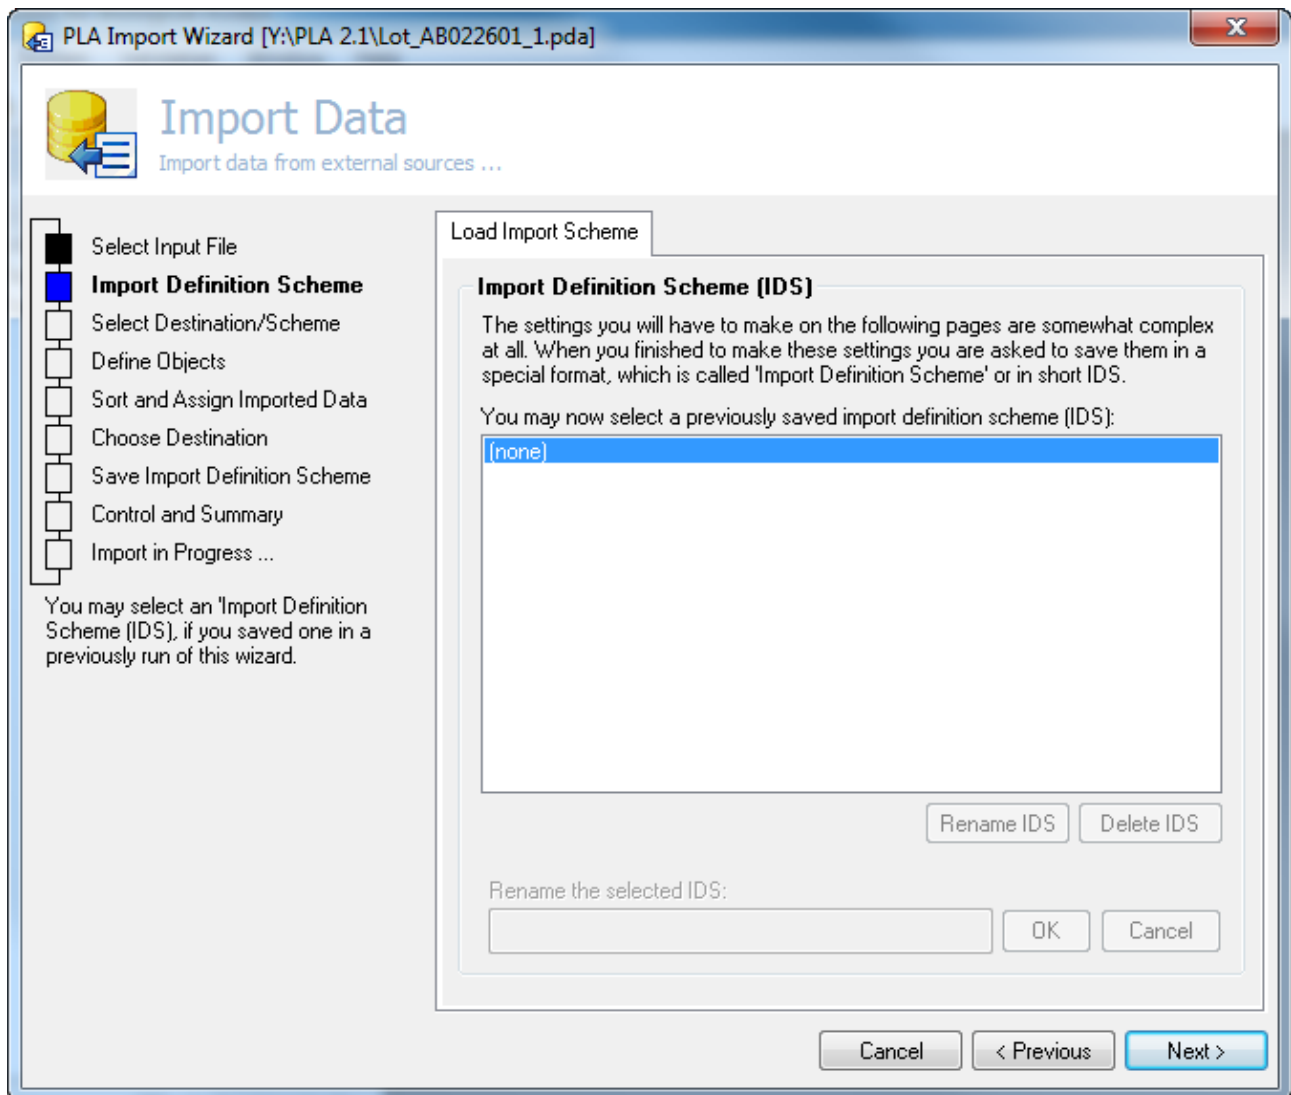 PLA Import Wizard [Y:\PLA 2.1\Lot_AB022601_1.pda]
Import Data
Import data from external sources ...
Select Input File
Import Definition Scheme
Select Destination/Scheme
Define Objects
Sort and Assign Imported Data
Choose Destination
Save Import Definition Scheme
Control and Summary
Import in Progress ...
You may select an 'Import Definition
Scheme (IDS), if you saved one in a
previously run of this wizard.
Load Import Scheme
Import Definition Scheme (IDS)
The settings you will have to make on the following pages are somewhat complex
at all. When you finished to make these settings you are asked to save them in a
special format, which is called 'Import Definition Scheme' or in short IDS.
You may now select a previously saved import definition scheme (IDS):
(none)
Rename IDS
Delete IDS
Rename the selected IDS:
OK
Cancel
Cancel
< Previous
Next >